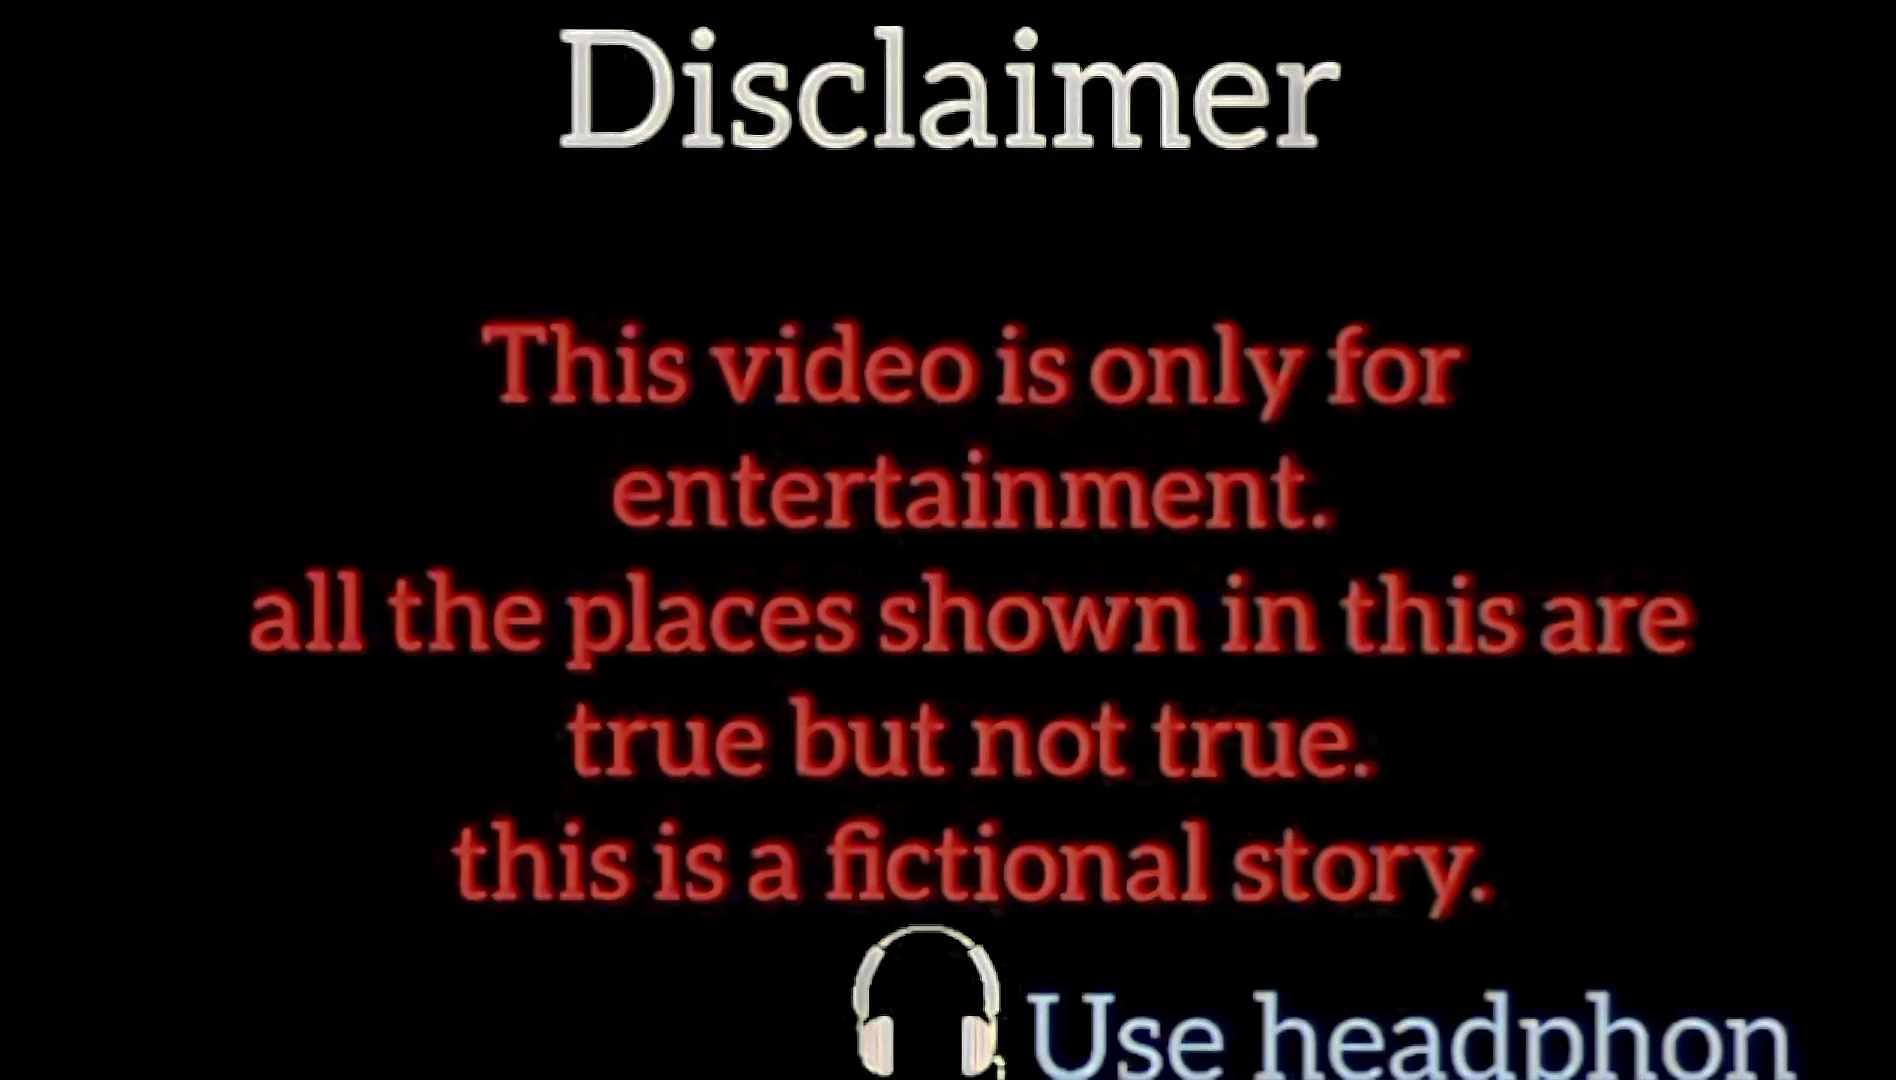 Disclaimer
This video is only for
entertainment.
all the places shown in this are
true but not true.
this is a fictional story.
Use headphon